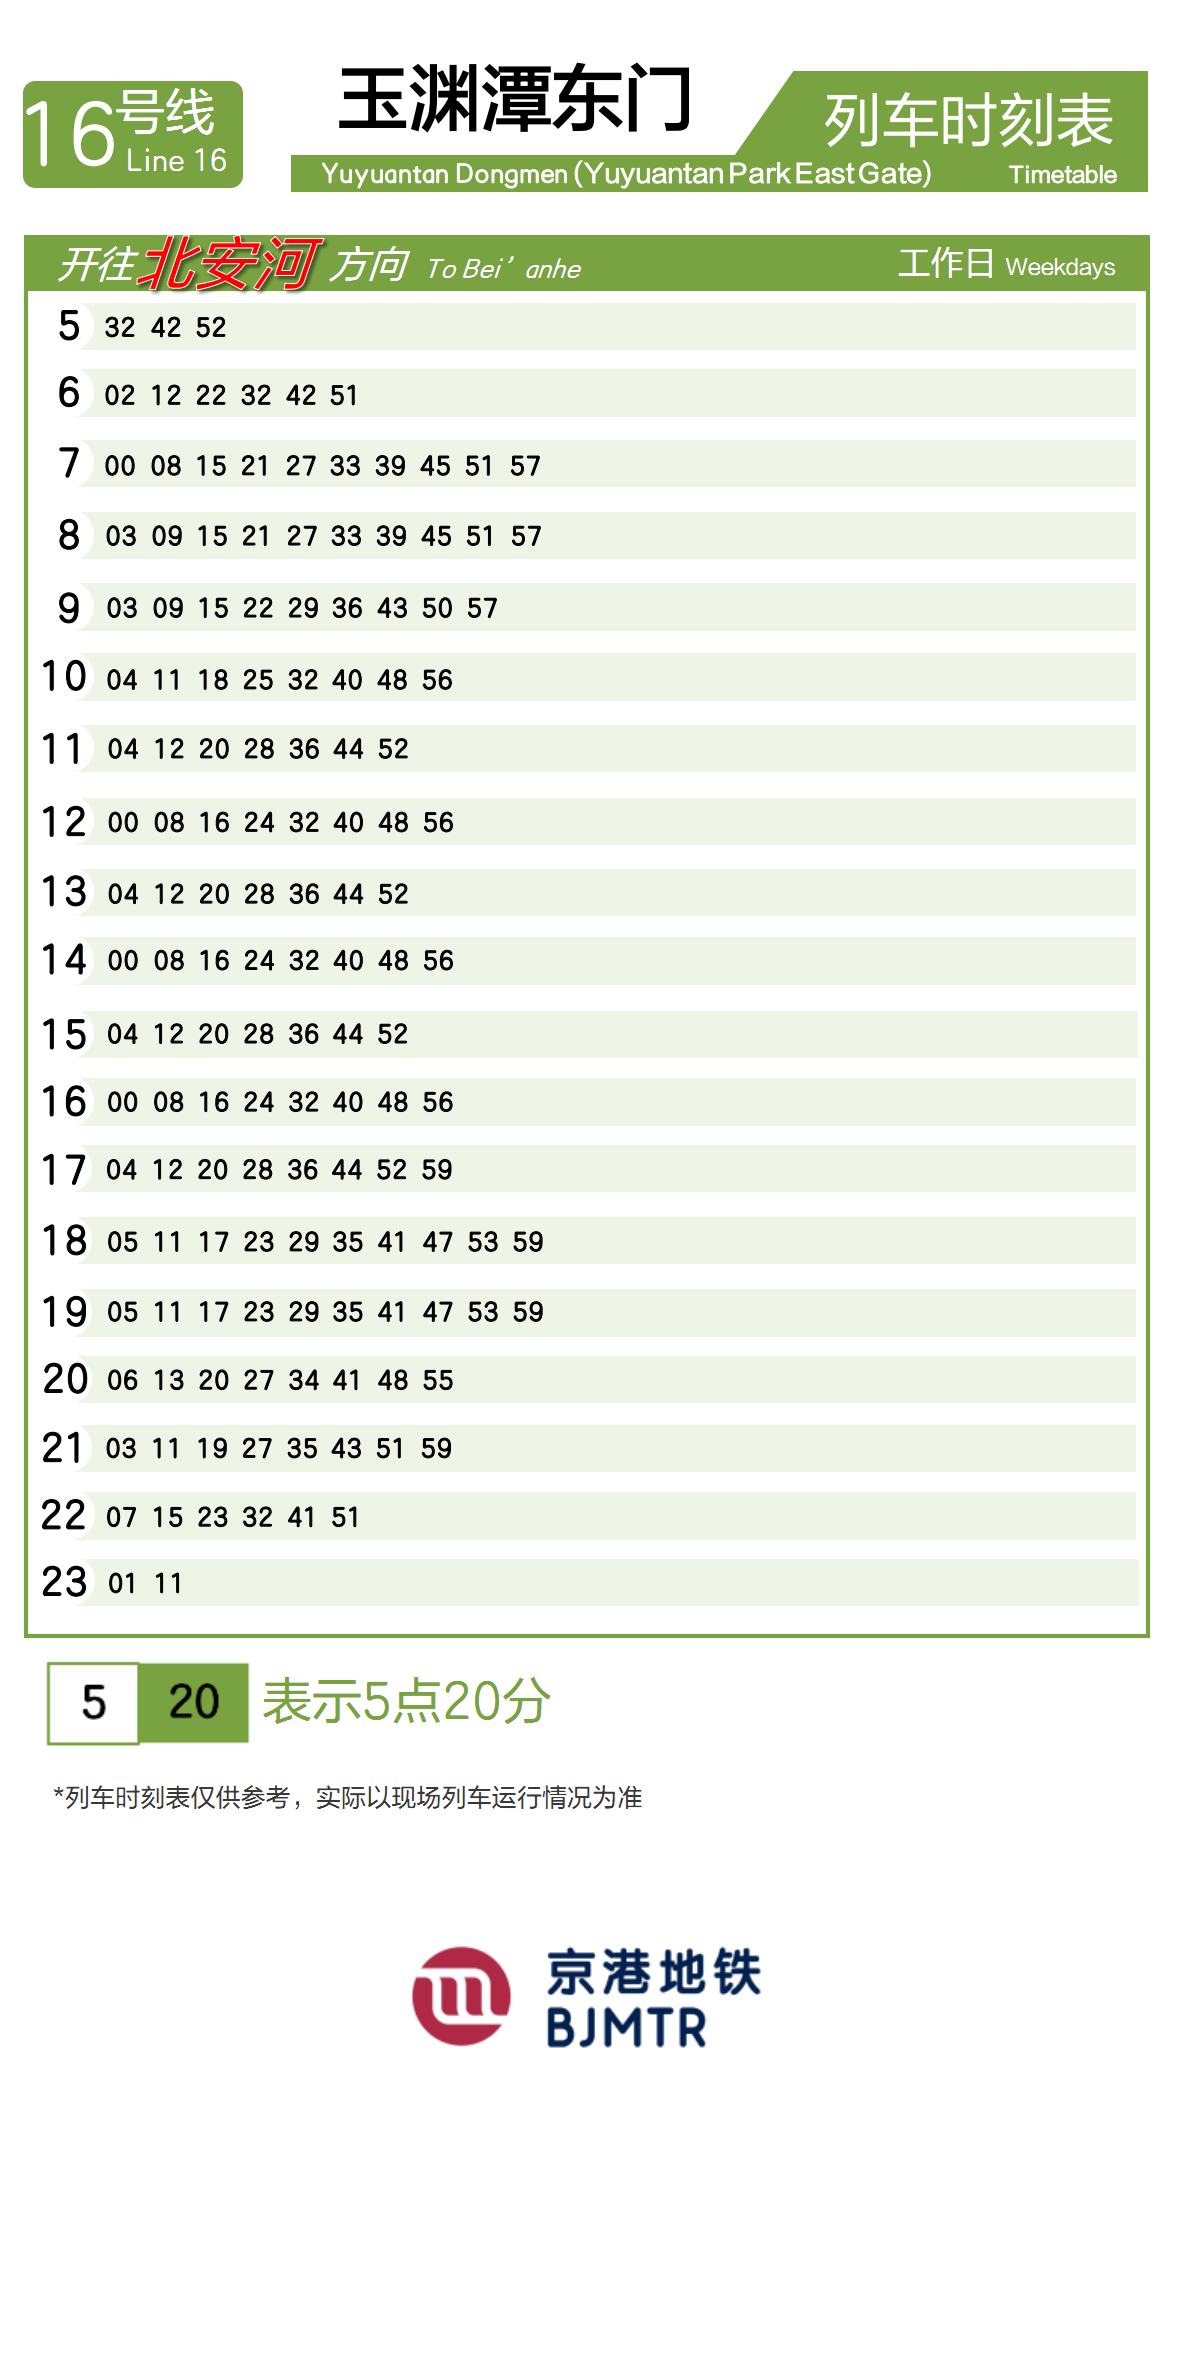 16号线
Line 16
玉渊潭东门
列车时刻表
Yuyuantan Dongmen (Yuyuantan Park East Gate)
Timetable
开往北安河方向 To Bei’anhe
工作日 Weekdays
5 32 42 52
6 02 12 22 32 42 51
7 00 08 15 21 27 33 39 45 51 57
8 03 09 15 21 27 33 39 45 51 57
9 03 09 15 22 29 36 43 50 57
10 04 11 18 25 32 40 48 56
11 04 12 20 28 36 44 52
12 00 08 16 24 32 40 48 56
13 04 12 20 28 36 44 52
14 00 08 16 24 32 40 48 56
15 04 12 20 28 36 44 52
16 00 08 16 24 32 40 48 56
17 04 12 20 28 36 44 52 59
18 05 11 17 23 29 35 41 47 53 59
19 05 11 17 23 29 35 41 47 53 59
20 06 13 20 27 34 41 48 55
21 03 11 19 27 35 43 51 59
22 07 15 23 32 41 51
23 01 11
5 20 表示5点20分
*列车时刻表仅供参考，实际以现场列车运行情况为准
京港地铁
BJMTR